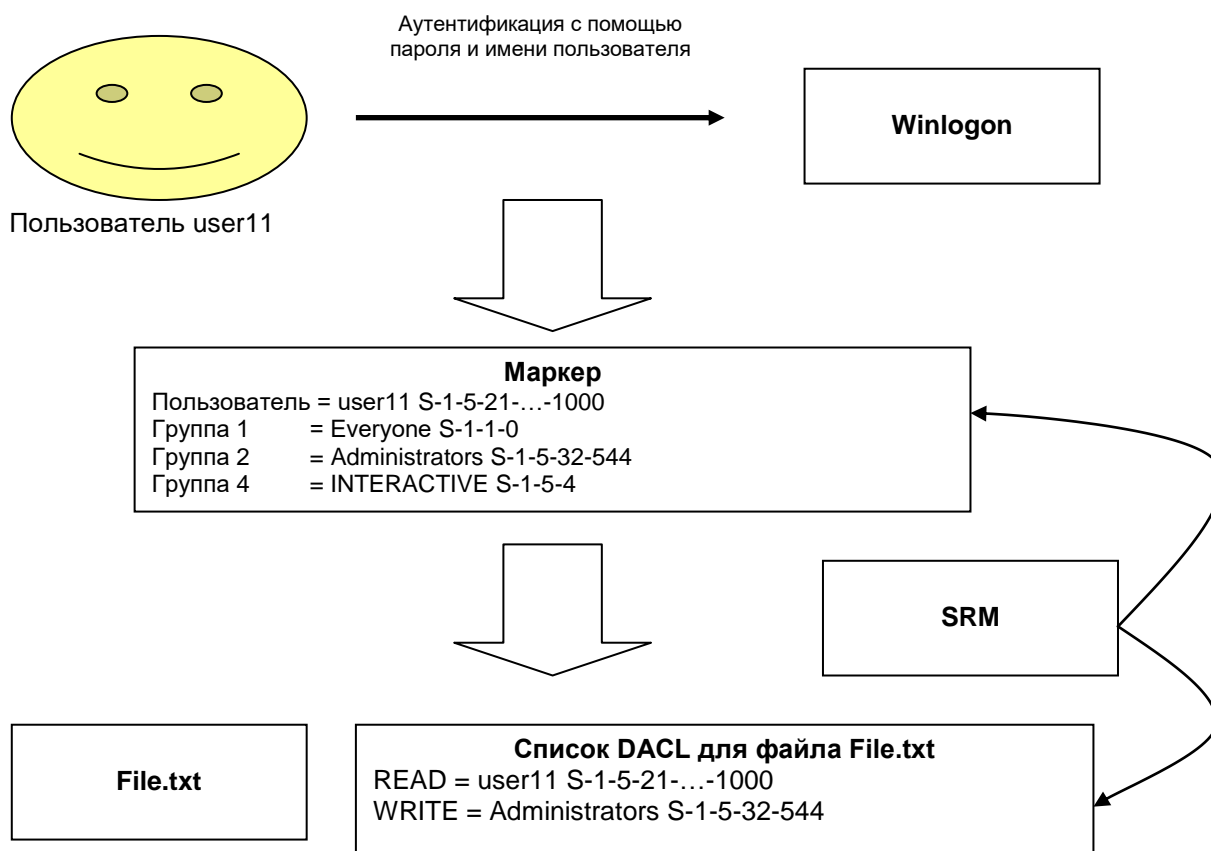 Аутентификация с помощью
пароля и имени пользователя
Winlogon
Пользователь user11
Маркер
Пользователь = user11 S-1-5-21-…-1000
Группа 1 = Everyone S-1-1-0
Группа 2 = Administrators S-1-5-32-544
Группа 4 = INTERACTIVE S-1-5-4
SRM
File.txt
Список DACL для файла File.txt
READ = user11 S-1-5-21-…-1000
WRITE = Administrators S-1-5-32-544